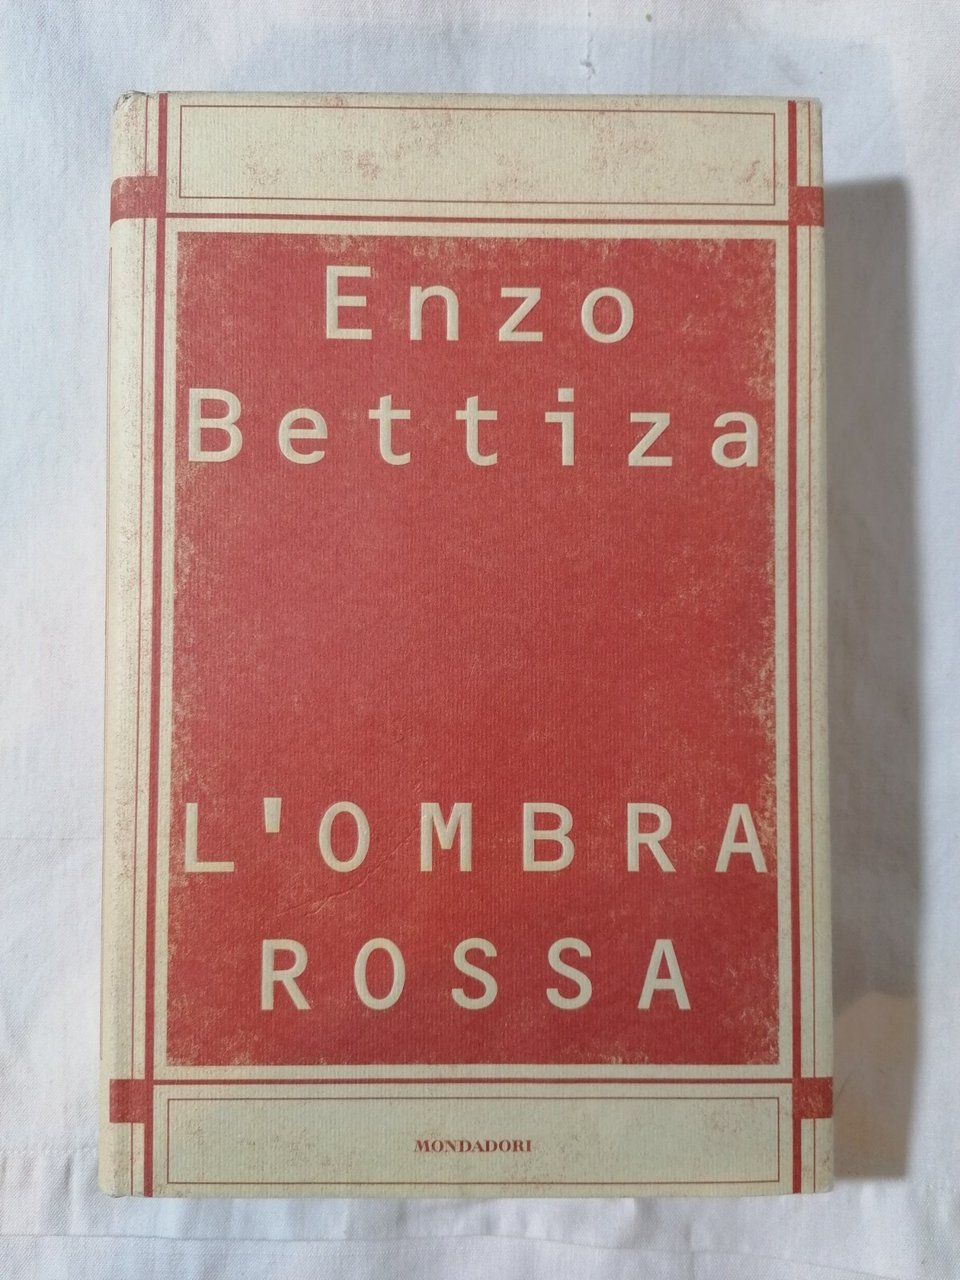 Enzo
Bettiza
L'OMBRA
ROSSA
MONDADORI